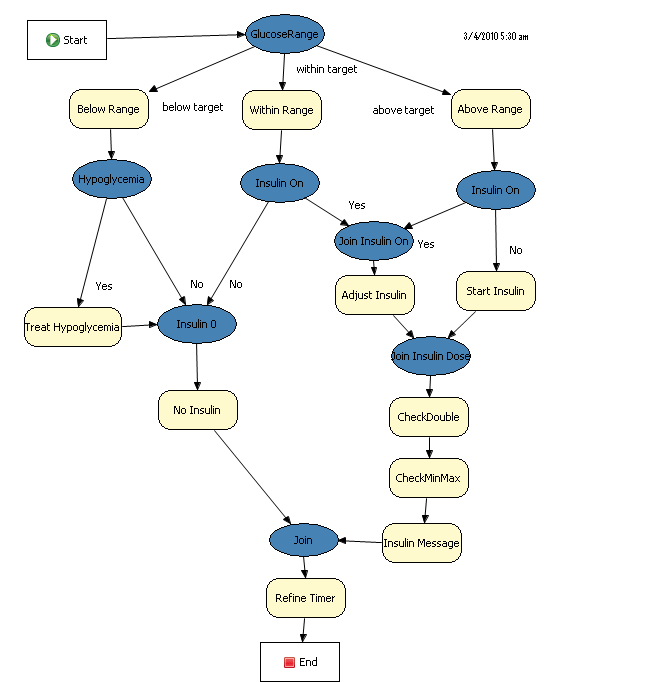 Start
GlucoseRange
3/4/2010 5:30 am
within target
Below Range
below target
Within Range
above target
Above Range
Hypoglycemia
Insulin On
Insulin On
Yes
Join Insulin On
Yes
No
Yes
No
No
Adjust Insulin
Start Insulin
Treat Hypoglycemia
Insulin 0
Join Insulin Dose
No Insulin
CheckDouble
CheckMinMax
Join
Insulin Message
Refine Timer
End